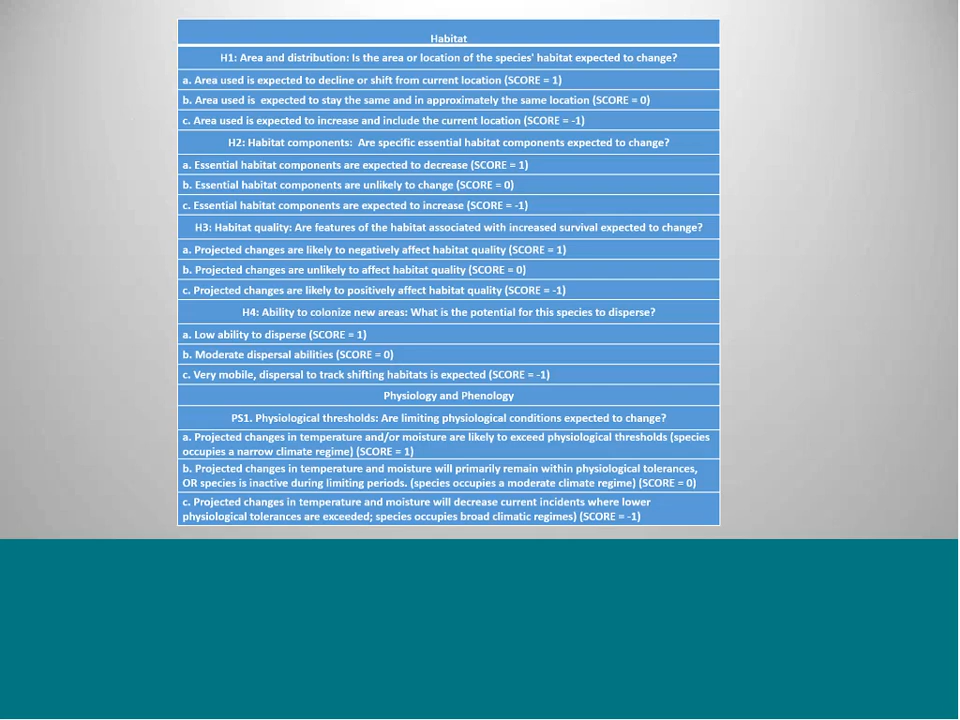 Habitat
H1: Area and distribution: Is the area or location of the species' habitat expected to change?
a. Area used is expected to decline or shift from current location (SCORE = 1)
b. Area used is  expected to stay the same and in approximately the same location (SCORE = 0)
c. Area used is expected to increase and include the current location (SCORE = -1)
H2: Habitat components:  Are specific essential habitat components expected to change?
a. Essential habitat components are expected to decrease (SCORE = 1)
b. Essential habitat components are unlikely to change (SCORE = 0)
c. Essential habitat components are expected to increase (SCORE = -1)
H3: Habitat quality: Are features of the habitat associated with increased survival expected to change?
a. Projected changes are likely to negatively affect habitat quality (SCORE = 1)
b. Projected changes are unlikely to affect habitat quality (SCORE = 0)
c. Projected changes are likely to positively affect habitat quality (SCORE = -1)
H4: Ability to colonize new areas: What is the potential for this species to disperse?
a. Low ability to disperse (SCORE = 1)
b. Moderate dispersal abilities (SCORE = 0)
c. Very mobile, dispersal to track shifting habitats is expected (SCORE = -1)
Physiology and Phenology
PS1. Physiological thresholds: Are limiting physiological conditions expected to change?
a. Projected changes in temperature and/or moisture are likely to exceed physiological thresholds (species
occupies a narrow climate regime) (SCORE = 1)
b. Projected changes in temperature and moisture will primarily remain within physiological tolerances,
OR species is inactive during limiting periods. (species occupies a moderate climate regime) (SCORE = 0)
c. Projected changes in temperature and moisture will decrease current incidents where lower
physiological tolerances are exceeded; species occupies broad climatic regimes) (SCORE = -1)